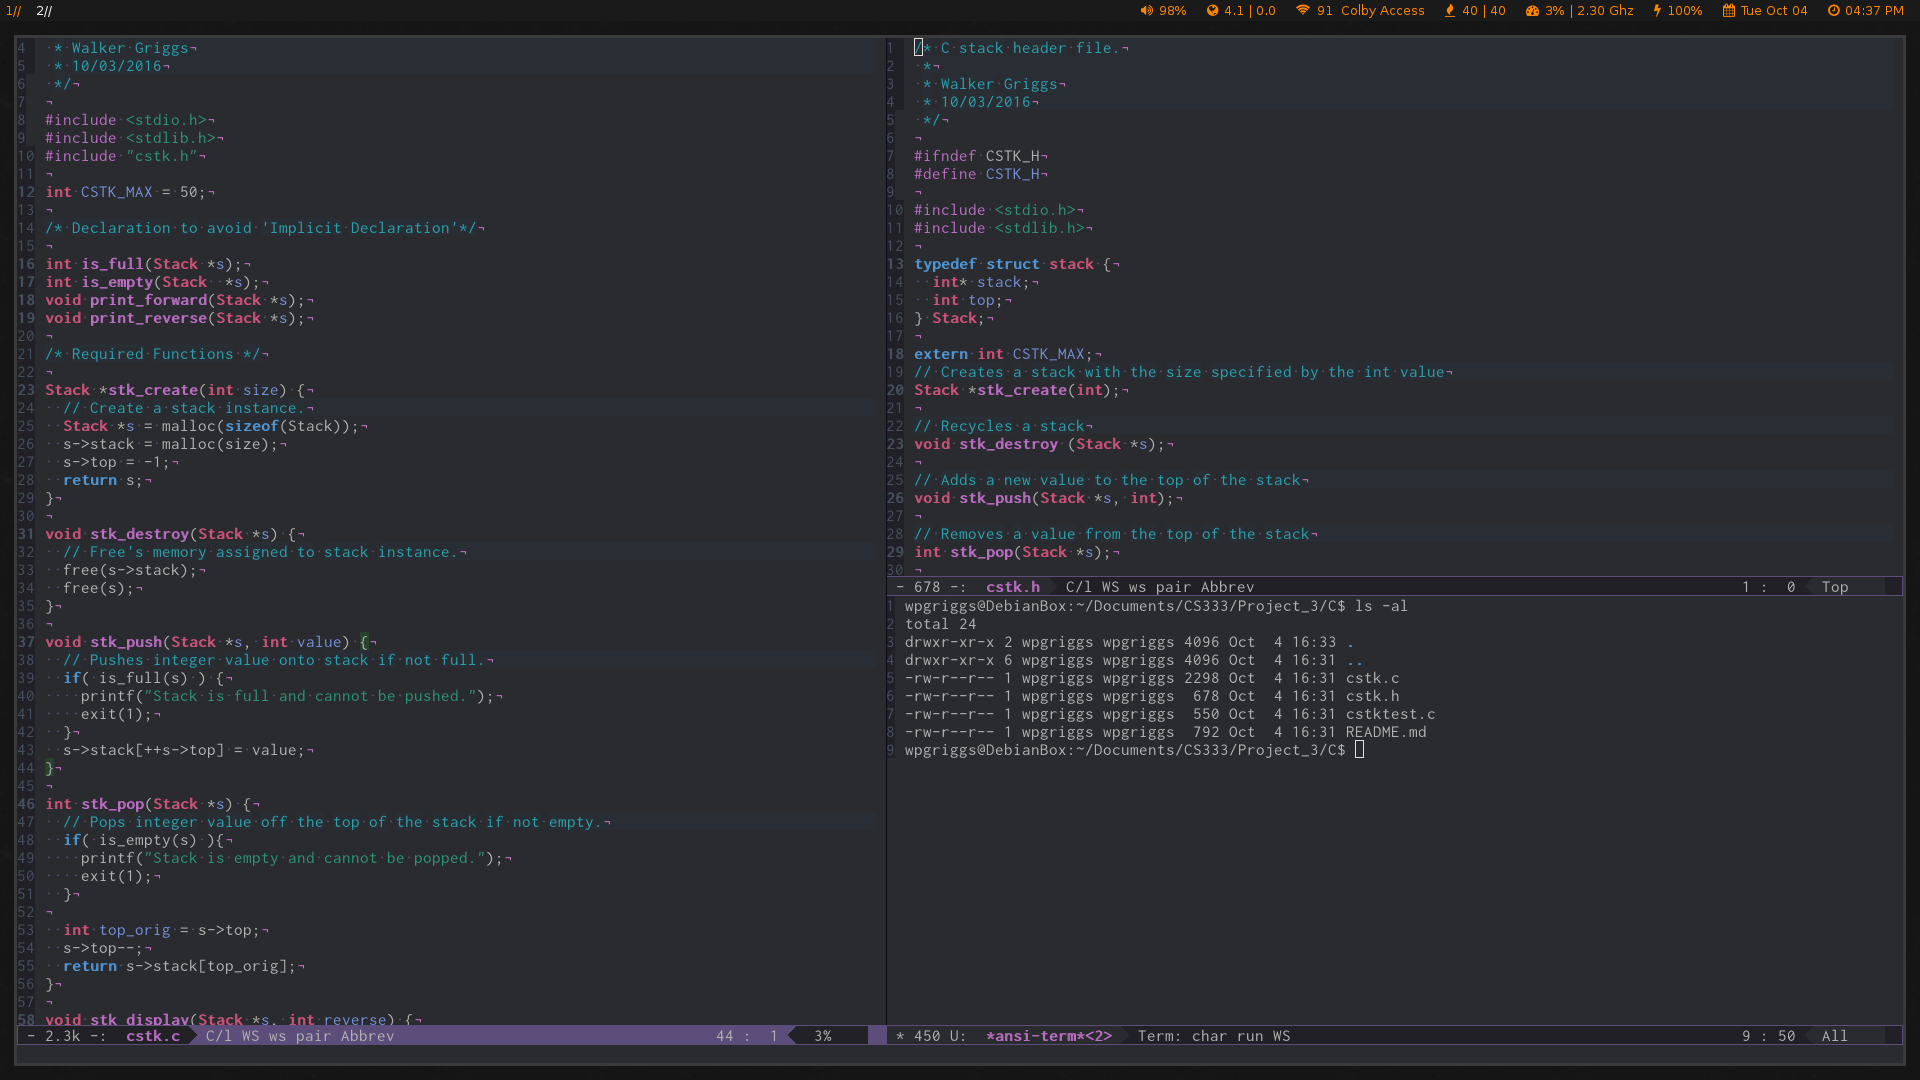 1// 2// 98% 4.1 | 0.0 91 Colby Access 40 | 40 3% | 2.30 Ghz 100% Tue Oct 04 04:37 PM
4 * Walker Griggs¬
5 * 10/03/2016¬
6 */¬
7 ¬
8 #include <stdio.h>¬
9 #include <stdlib.h>¬
10 #include "cstk.h"¬
11 ¬
12 int CSTK_MAX = 50;¬
13 ¬
14 /* Declaration to avoid 'Implicit Declaration'*/¬
15 ¬
16 int is_full(Stack *s);¬
17 int is_empty(Stack  *s);¬
18 void print_forward(Stack *s);¬
19 void print_reverse(Stack *s);¬
20 ¬
21 /* Required Functions */¬
22 ¬
23 Stack *stk_create(int size) {¬
24   // Create a stack instance.¬
25   Stack *s = malloc(sizeof(Stack));¬
26   s->stack = malloc(size);¬
27   s->top = -1;¬
28   return s;¬
29 }¬
30 ¬
31 void stk_destroy(Stack *s) {¬
32   // Free's memory assigned to stack instance.¬
33   free(s->stack);¬
34   free(s);¬
35 }¬
36 ¬
37 void stk_push(Stack *s, int value) {¬
38   // Pushes integer value onto stack if not full.¬
39   if( is_full(s) ) {¬
40     printf("Stack is full and cannot be pushed.");¬
41     exit(1);¬
42   }¬
43   s->stack[++s->top] = value;¬
44 }¬
45 ¬
46 int stk_pop(Stack *s) {¬
47   // Pops integer value off the top of the stack if not empty.¬
48   if( is_empty(s) ){¬
49     printf("Stack is empty and cannot be popped.");¬
50     exit(1);¬
51   }¬
52 ¬
53   int top_orig = s->top;¬
54   s->top--;¬
55   return s->stack[top_orig];¬
56 }¬
57 ¬
58 void stk_display(Stack *s, int reverse) {¬
- 2.3k -: cstk.c C/l WS ws pair Abbrev 44 : 1 3%
1 /* C stack header file.¬
2 *¬
3 * Walker Griggs¬
4 * 10/03/2016¬
5 */¬
6 ¬
7 #ifndef CSTK_H¬
8 #define CSTK_H¬
9 ¬
10 #include <stdio.h>¬
11 #include <stdlib.h>¬
12 ¬
13 typedef struct stack {¬
14   int* stack;¬
15   int top;¬
16 } Stack;¬
17 ¬
18 extern int CSTK_MAX;¬
19 // Creates a stack with the size specified by the int value¬
20 Stack *stk_create(int);¬
21 ¬
22 // Recycles a stack¬
23 void stk_destroy (Stack *s);¬
24 ¬
25 // Adds a new value to the top of the stack¬
26 void stk_push(Stack *s, int);¬
27 ¬
28 // Removes a value from the top of the stack¬
29 int stk_pop(Stack *s);¬
30 ¬
- 678 -: cstk.h C/l WS ws pair Abbrev 1 : 0 Top
1 wpgriggs@DebianBox:~/Documents/CS333/Project_3/C$ ls -al
2 total 24
3 drwxr-xr-x 2 wpgriggs wpgriggs 4096 Oct  4 16:33 .
4 drwxr-xr-x 6 wpgriggs wpgriggs 4096 Oct  4 16:31 ..
5 -rw-r--r-- 1 wpgriggs wpgriggs 2298 Oct  4 16:31 cstk.c
6 -rw-r--r-- 1 wpgriggs wpgriggs  678 Oct  4 16:31 cstk.h
7 -rw-r--r-- 1 wpgriggs wpgriggs  550 Oct  4 16:31 cstktest.c
8 -rw-r--r-- 1 wpgriggs wpgriggs  792 Oct  4 16:31 README.md
9 wpgriggs@DebianBox:~/Documents/CS333/Project_3/C$
* 450 U: *ansi-term*<2> Term: char run WS 9 : 50 All